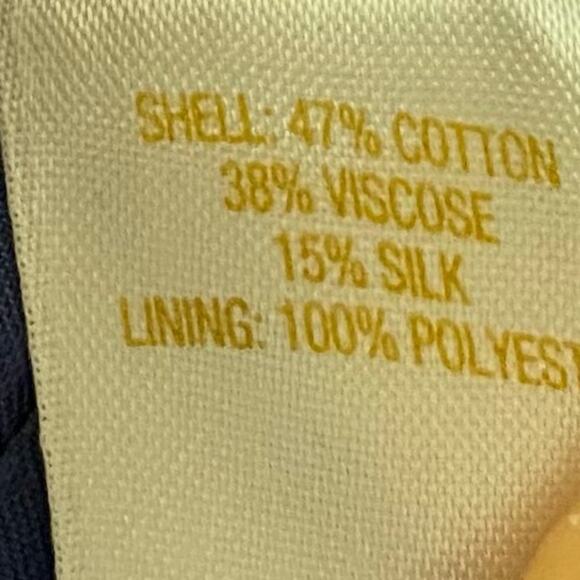 SHELL: 47% COTTON
38% VISCOSE
15% SILK
LINING: 100% POLYEST